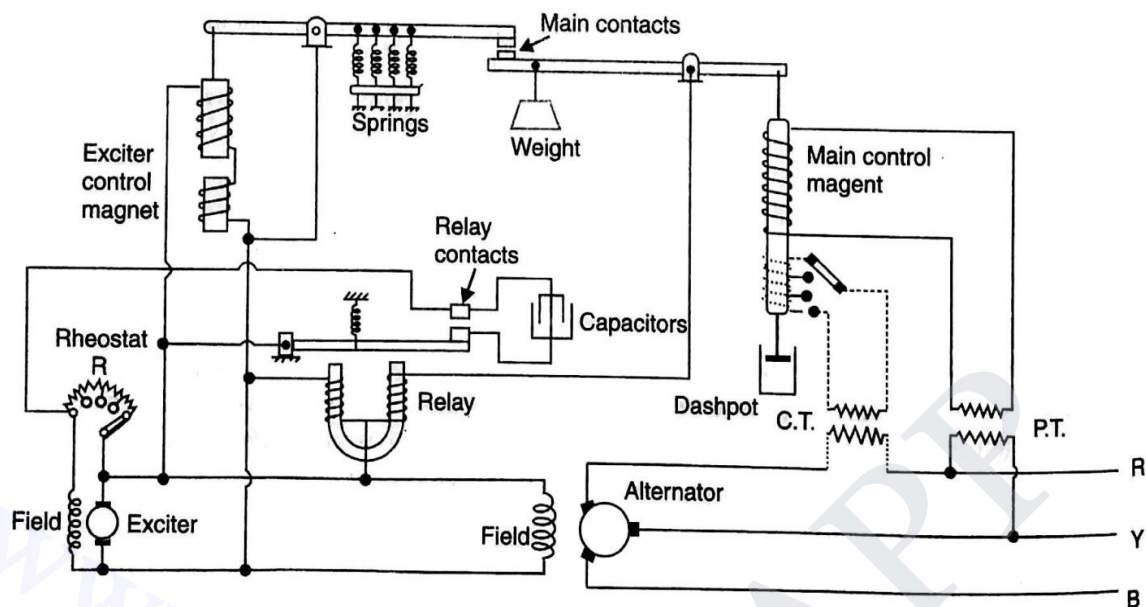 Main contacts
Springs
Weight
Exciter
control
magnet
Main control
magent
Relay
contacts
Capacitors
Rheostat
R
Relay
Dashpot
C.T.
P.T.
R
Alternator
Field
Exciter
Field
Y
B
APP